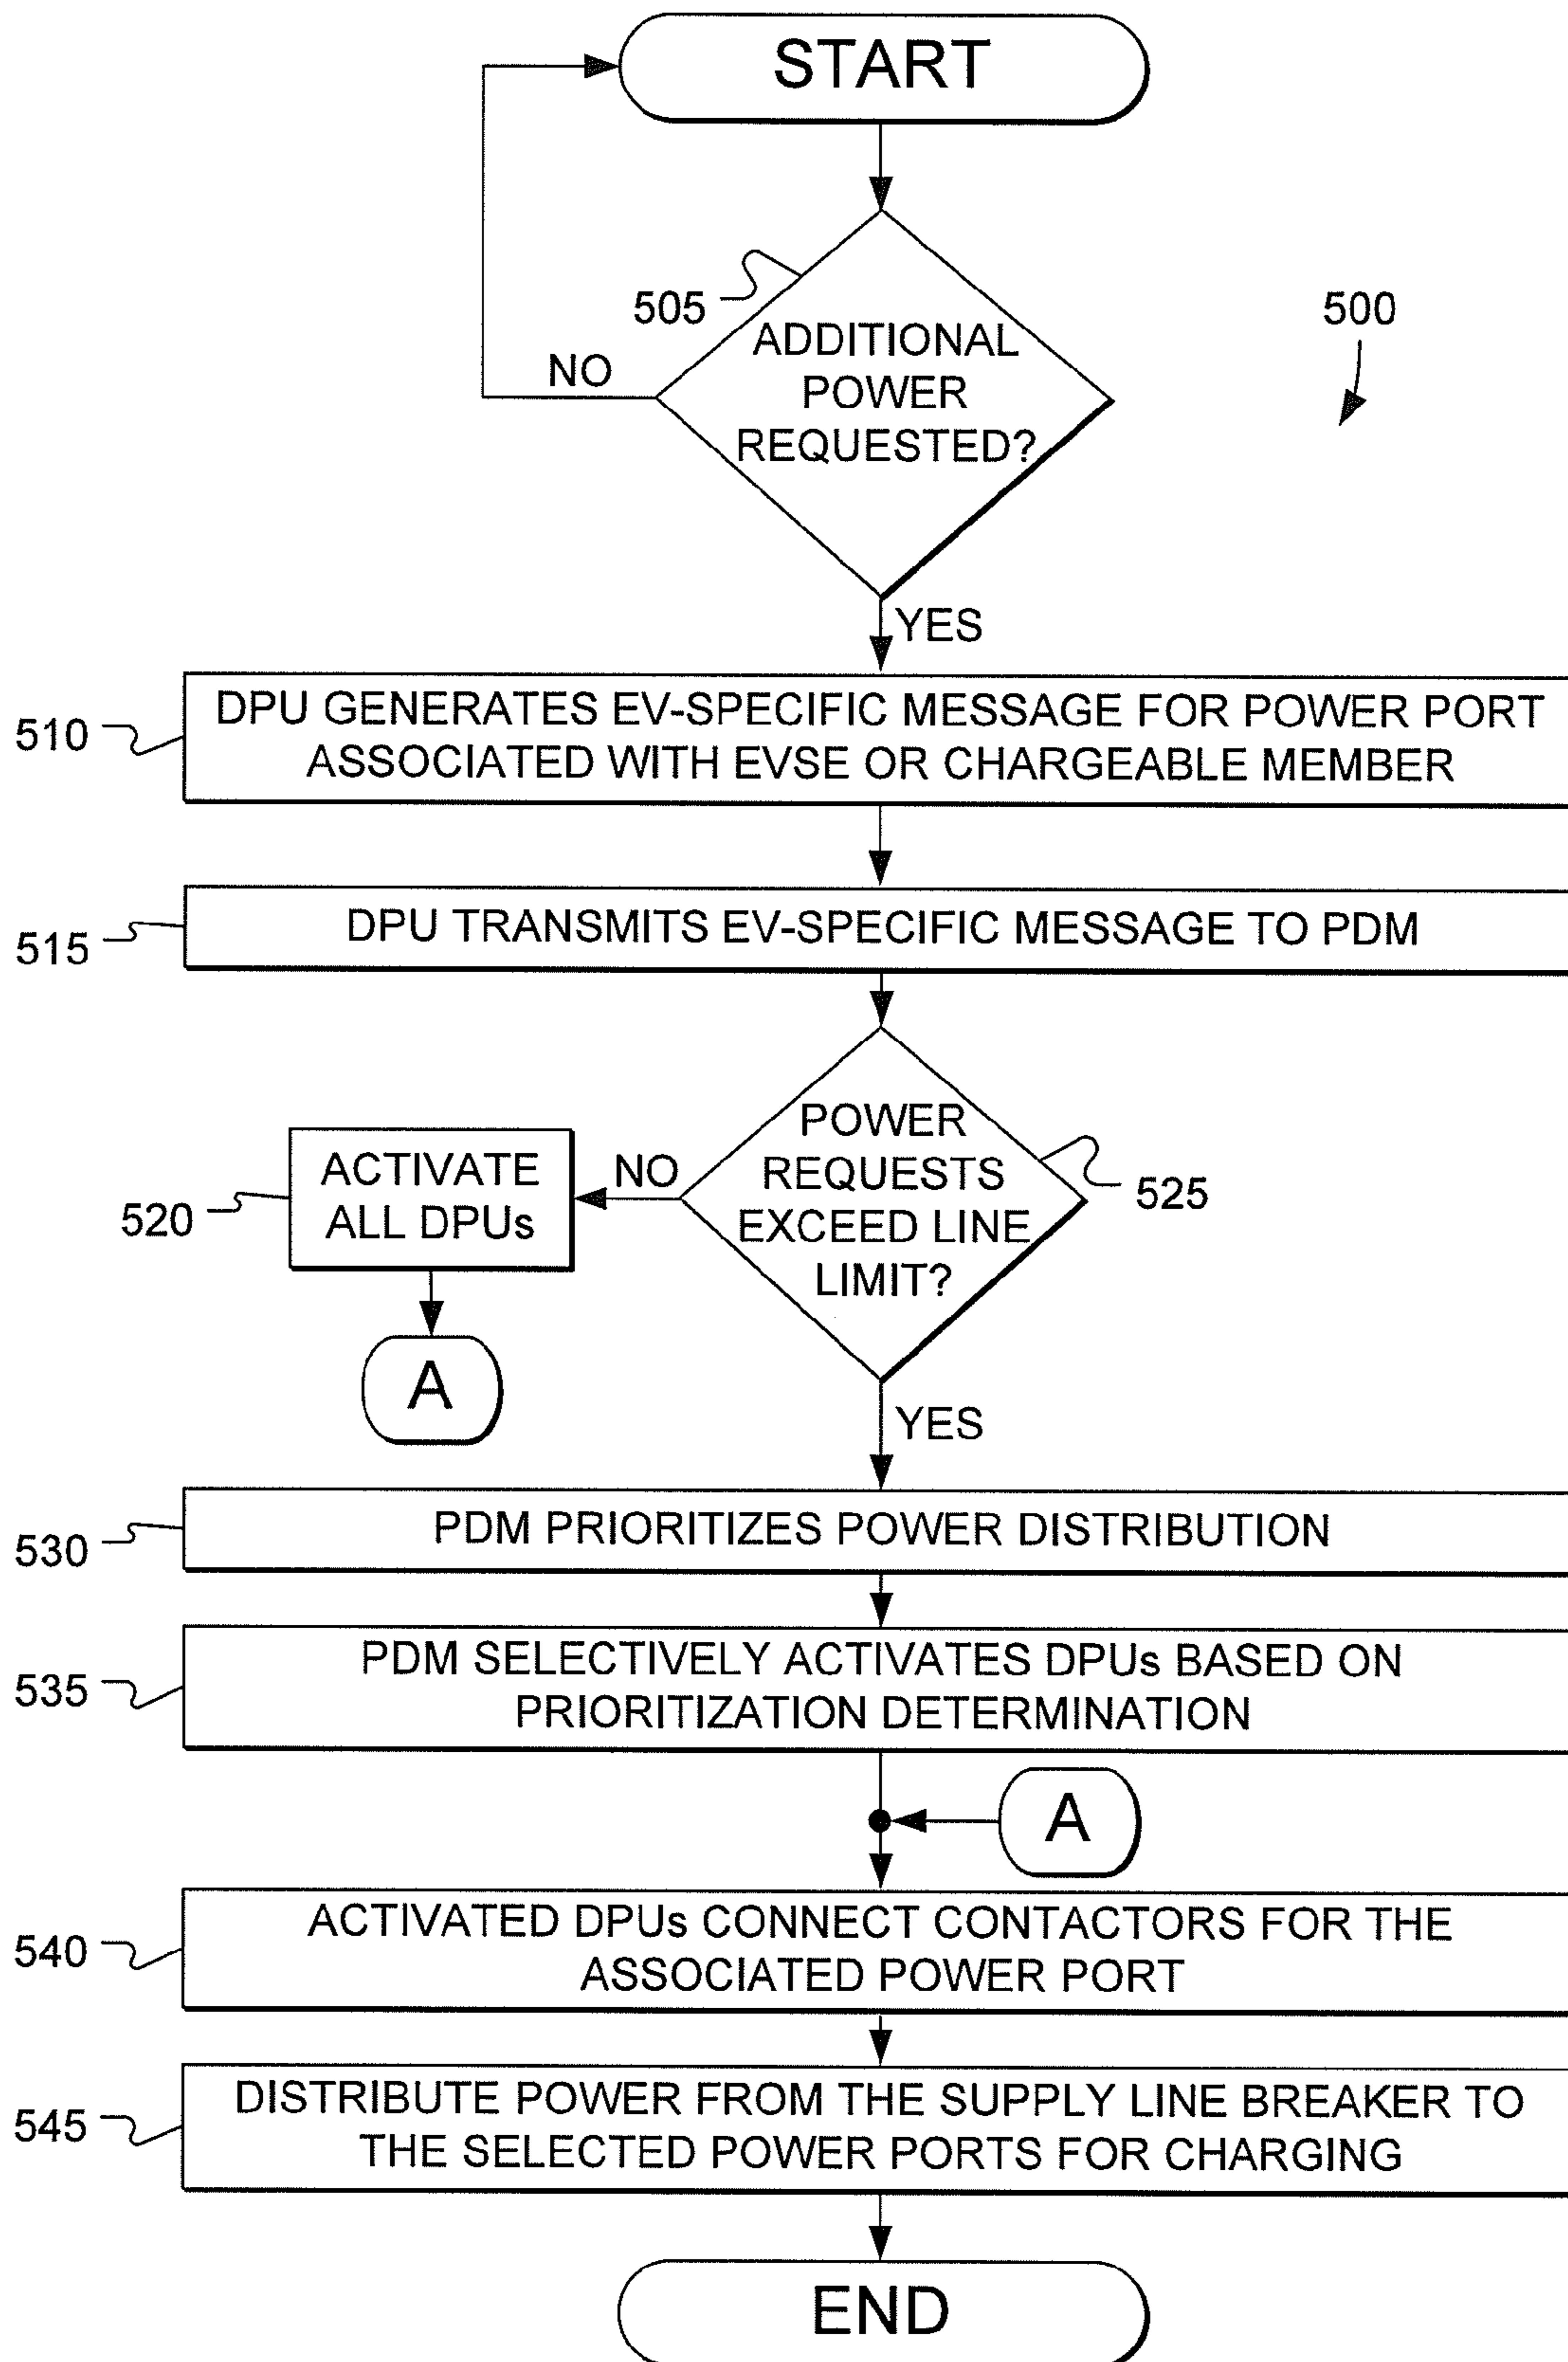 START
505
ADDITIONAL
POWER
REQUESTED?
500
NO
YES
510
DPU GENERATES EV-SPECIFIC MESSAGE FOR POWER PORT
ASSOCIATED WITH EVSE OR CHARGEABLE MEMBER
515
DPU TRANSMITS EV-SPECIFIC MESSAGE TO PDM
POWER
REQUESTS
EXCEED LINE
LIMIT?
525
NO
520
ACTIVATE
ALL DPUs
A
YES
530
PDM PRIORITIZES POWER DISTRIBUTION
535
PDM SELECTIVELY ACTIVATES DPUs BASED ON
PRIORITIZATION DETERMINATION
A
540
ACTIVATED DPUs CONNECT CONTACTORS FOR THE
ASSOCIATED POWER PORT
545
DISTRIBUTE POWER FROM THE SUPPLY LINE BREAKER TO
THE SELECTED POWER PORTS FOR CHARGING
END